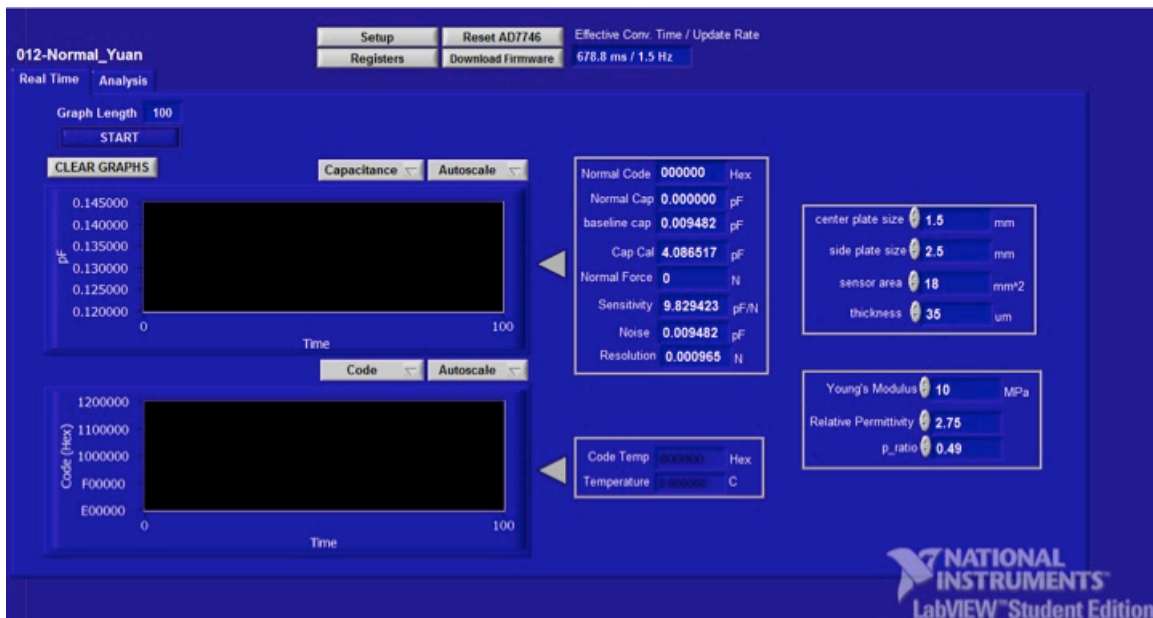 012-Normal_Yuan
Setup
Reset AD7746
Registers
Download Firmware
Effective Conv. Time / Update Rate
678.8 ms / 1.5 Hz
Real Time
Analysis
Graph Length 100
START
CLEAR GRAPHS
Capacitance
Autoscale
0.145000
0.140000
0.135000
0.130000
0.125000
0.120000
pF
0
100
Time
Code
Autoscale
1200000
1100000
1000000
F00000
E00000
Code (Hex)
0
100
Time
Normal Code 000000 Hex
Normal Cap 0.000000 pF
baseline cap 0.009482 pF
Cap Cal 4.086517 pF
Normal Force 0 N
Sensitivity 9.829423 pF/N
Noise 0.009482 pF
Resolution 0.000965 N
Code Temp 000000 Hex
Temperature 0.000000 C
center plate size 1.5 mm
side plate size 2.5 mm
sensor area 18 mm^2
thickness 35 um
Young's Modulus 10 MPa
Relative Permittivity 2.75
p_ratio 0.49
NATIONAL
INSTRUMENTS
LabVIEW™ Student Edition